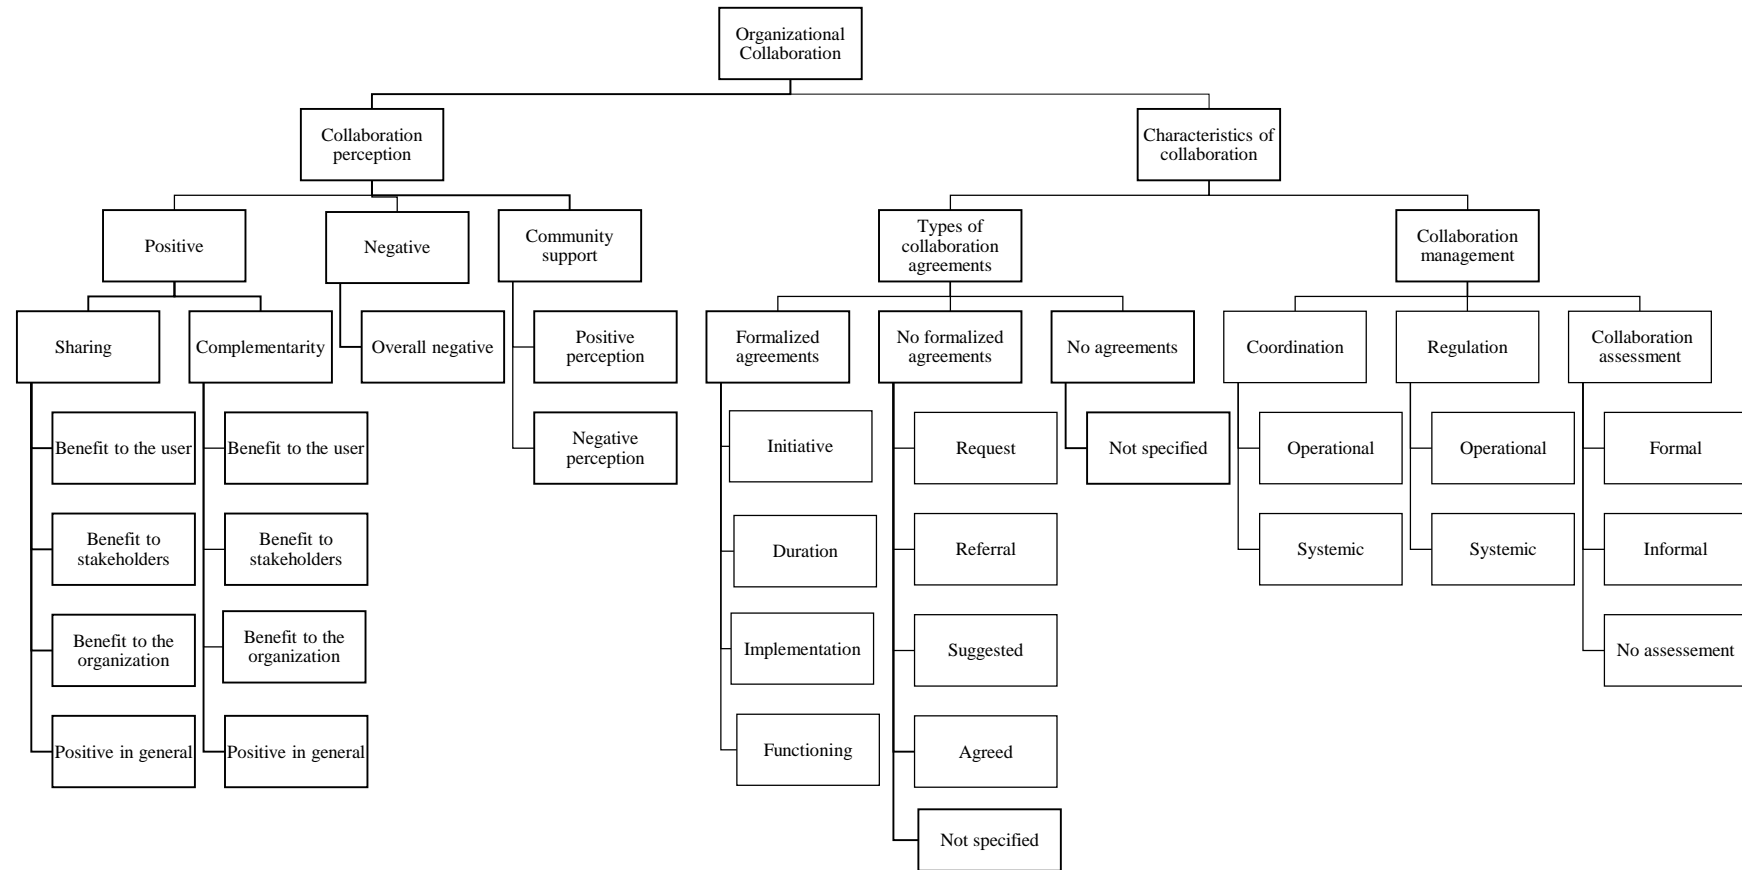 Organizational
Collaboration
Collaboration
perception
Characteristics of
collaboration
Positive
Negative
Community
support
Types of
collaboration
agreements
Collaboration
management
Sharing
Complementarity
Overall negative
Positive
perception
Formalized
agreements
No formalized
agreements
No agreements
Coordination
Regulation
Collaboration
assessment
Benefit to the user
Benefit to the user
Negative
perception
Initiative
Request
Not specified
Operational
Operational
Formal
Benefit to
stakeholders
Benefit to
stakeholders
Duration
Referral
Systemic
Systemic
Informal
Benefit to the
organization
Benefit to the
organization
Implementation
Suggested
No assessement
Positive in general
Positive in general
Functioning
Agreed
Not specified